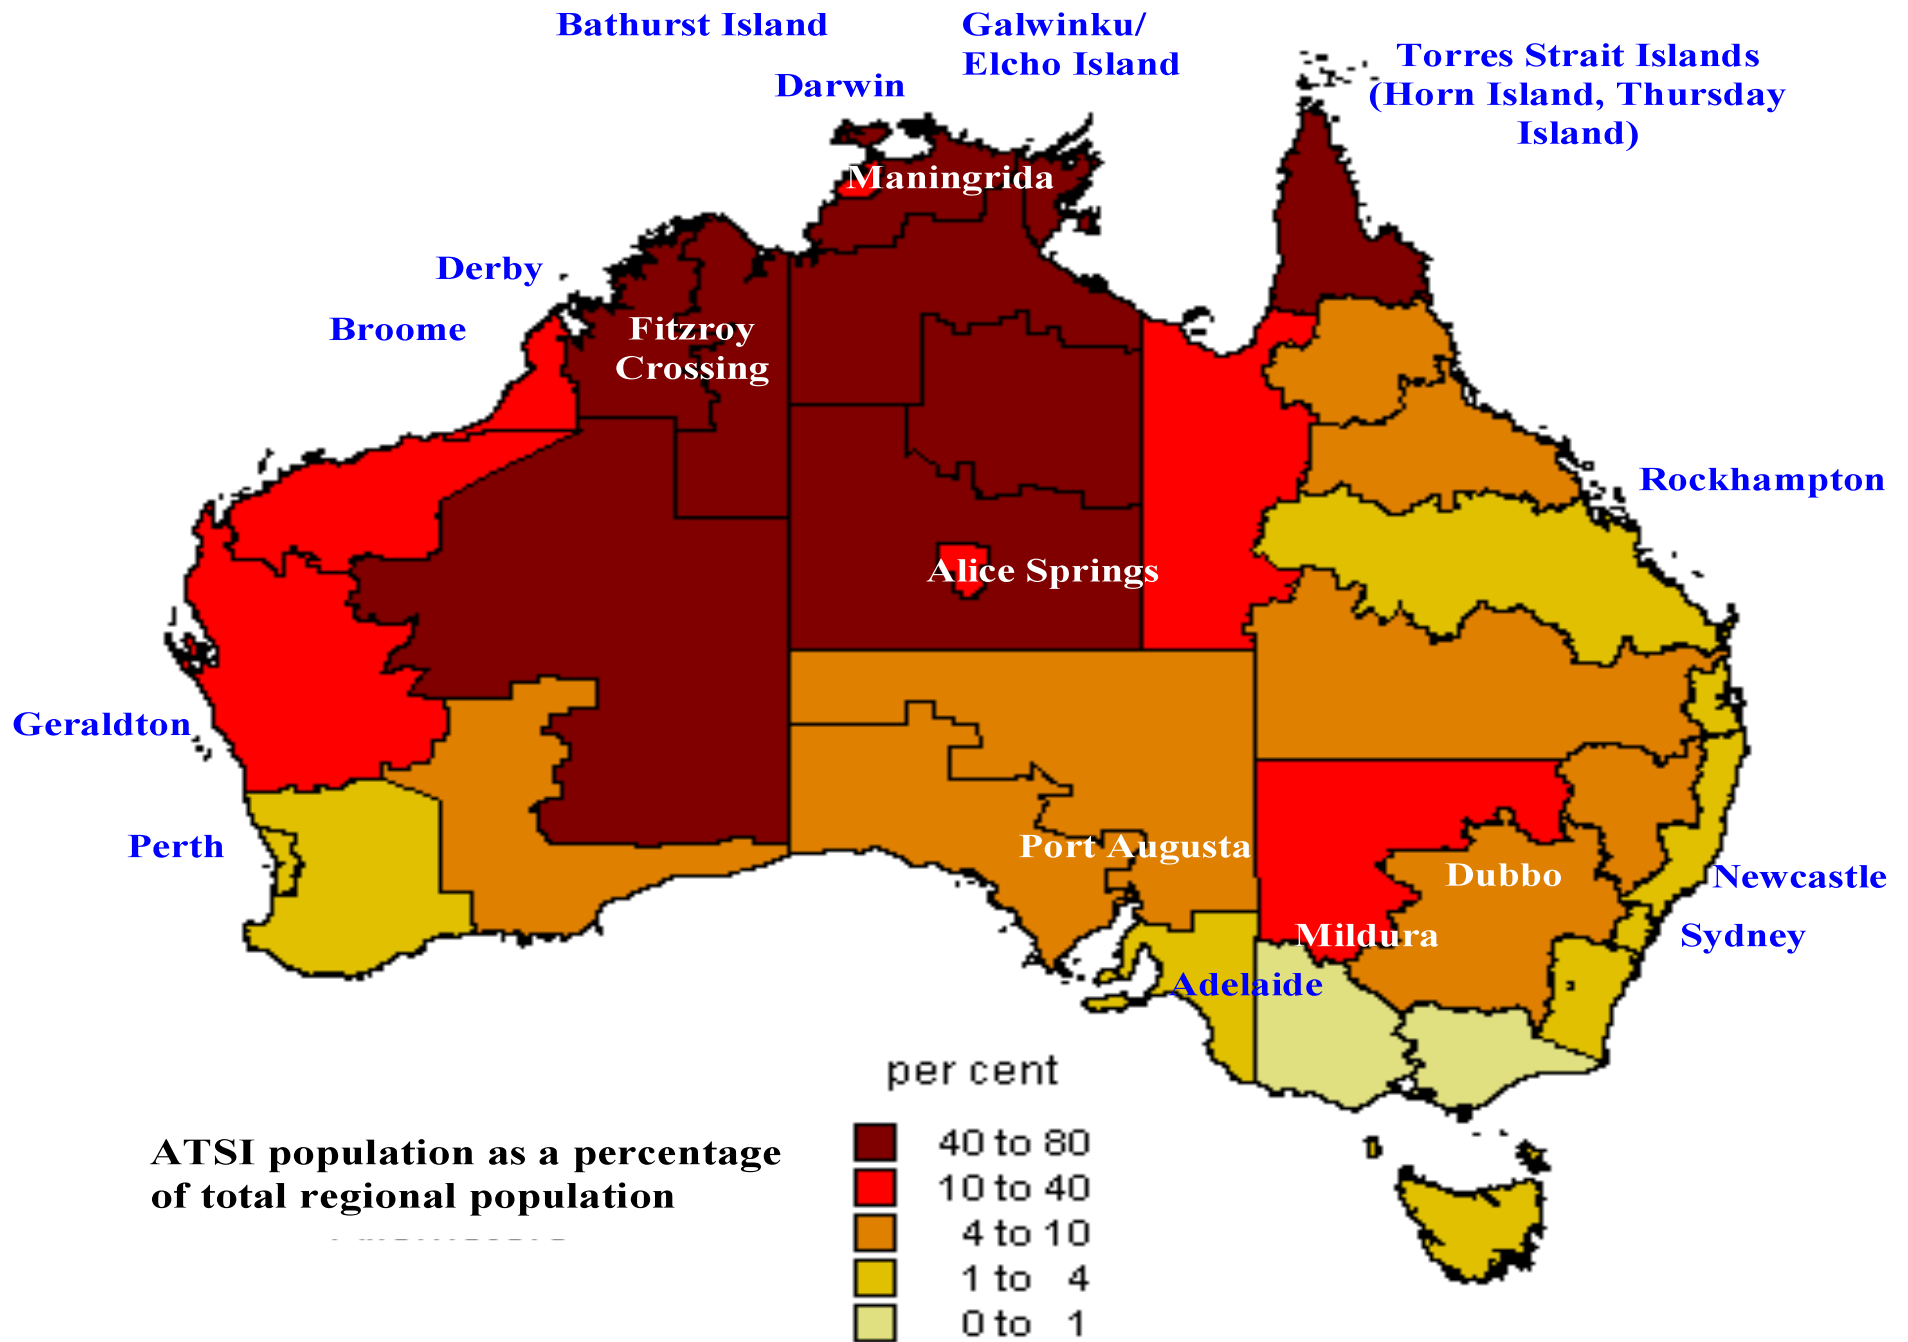 Bathurst Island
Galwinku/
Elcho Island
Darwin
Torres Strait Islands
(Horn Island, Thursday
Island)
Maningrida
Derby
Broome
Fitzroy
Crossing
Rockhampton
Alice Springs
Geraldton
Perth
Port Augusta
Dubbo
Newcastle
Mildura
Sydney
Adelaide
per cent
40 to 80
10 to 40
4 to 10
1 to 4
0 to 1
ATSI population as a percentage
of total regional population